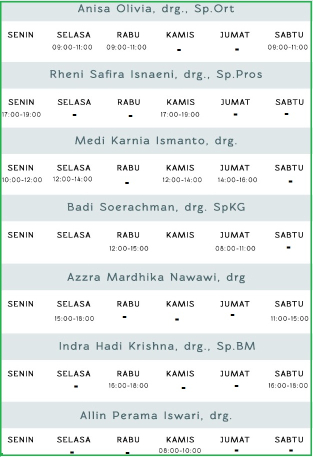 Anisa Olivia, drg., Sp.Ort
SENIN SELASA RABU KAMIS JUMAT SABTU
09:00-11:00 09:00-11:00 - - 09:00-11:00
Rheni Safira Isnaeni, drg., Sp.Pros
SENIN SELASA RABU KAMIS JUMAT SABTU
17:00-19:00 - - 17:00-19:00 - -
Medi Karnia Ismanto, drg.
SENIN SELASA RABU KAMIS JUMAT SABTU
10:00-12:00 12:00-14:00 - 12:00-14:00 14:00-16:00 -
Badi Soerachman, drg. SpKG
SENIN SELASA RABU KAMIS JUMAT SABTU
12:00-15:00 08:00-11:00 -
Azzra Mardhika Nawawi, drg
SENIN SELASA RABU KAMIS JUMAT SABTU
15:00-18:00 - - - 11:00-15:00
Indra Hadi Krishna, drg., Sp.BM
SENIN SELASA RABU KAMIS JUMAT SABTU
- 16:00-18:00 - - 16:00-18:00
Allin Perama Iswari, drg.
SENIN SELASA RABU KAMIS JUMAT SABTU
- - 08:00-10:00 - -